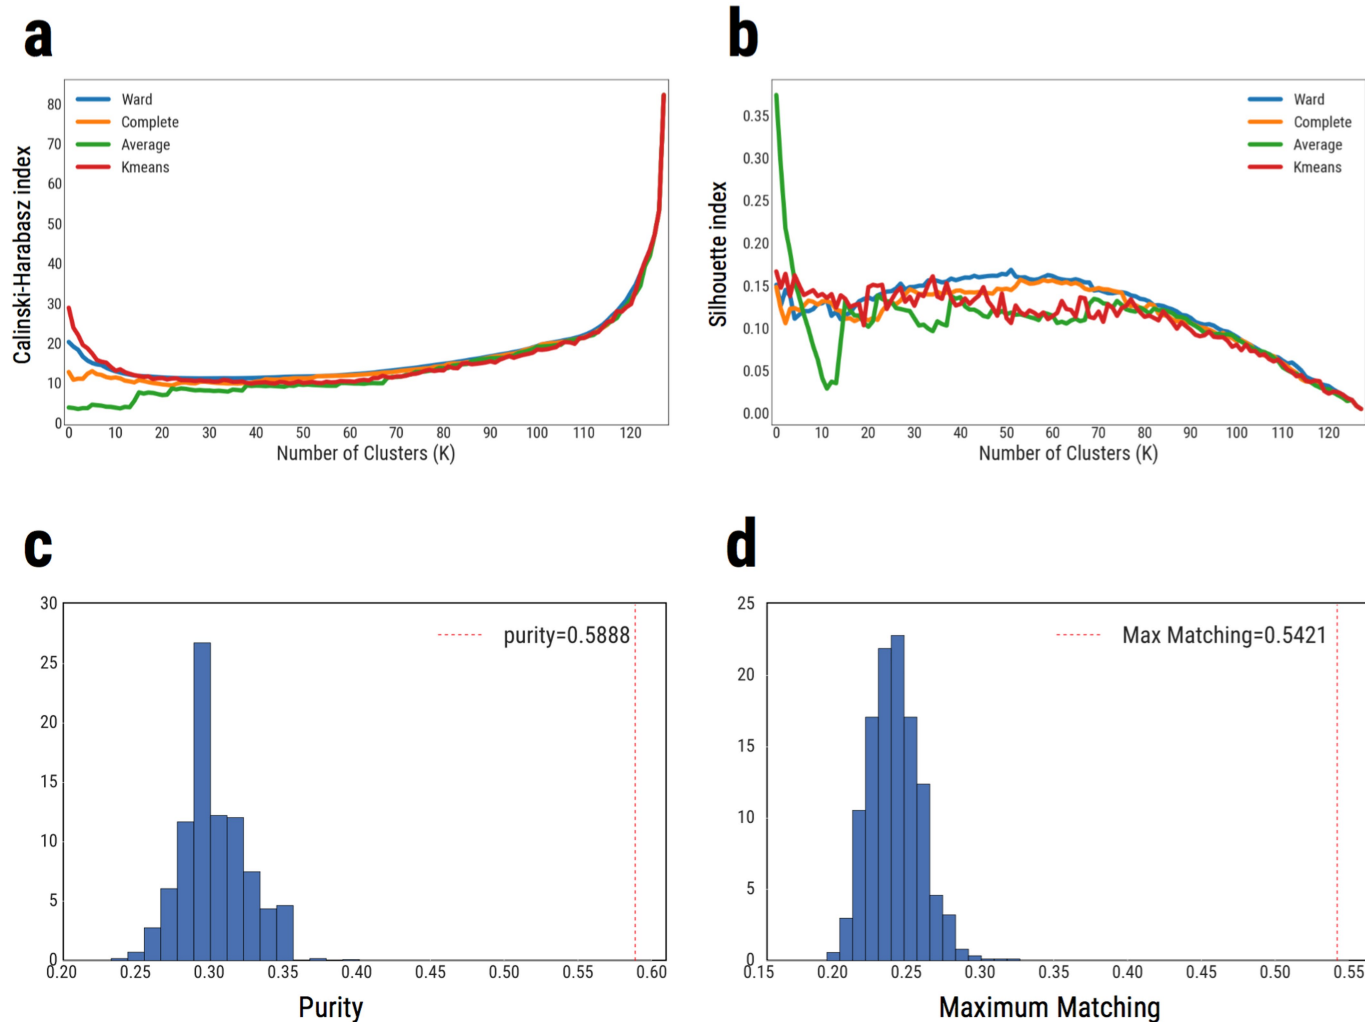 a
Calinski-Harabasz index
80
70
60
50
40
30
20
10
0
Ward
Complete
Average
Kmeans
0 10 20 30 40 50 60 70 80 90 100 110 120
Number of Clusters (K)
b
Silhouette index
0.35
0.30
0.25
0.20
0.15
0.10
0.05
0.00
Ward
Complete
Average
Kmeans
0 10 20 30 40 50 60 70 80 90 100 110 120
Number of Clusters (K)
c
30
25
20
15
10
5
0
purity=0.5888
0.20 0.25 0.30 0.35 0.40 0.45 0.50 0.55 0.60
Purity
d
25
20
15
10
5
0
Max Matching=0.5421
0.15 0.20 0.25 0.30 0.35 0.40 0.45 0.50 0.55
Maximum Matching